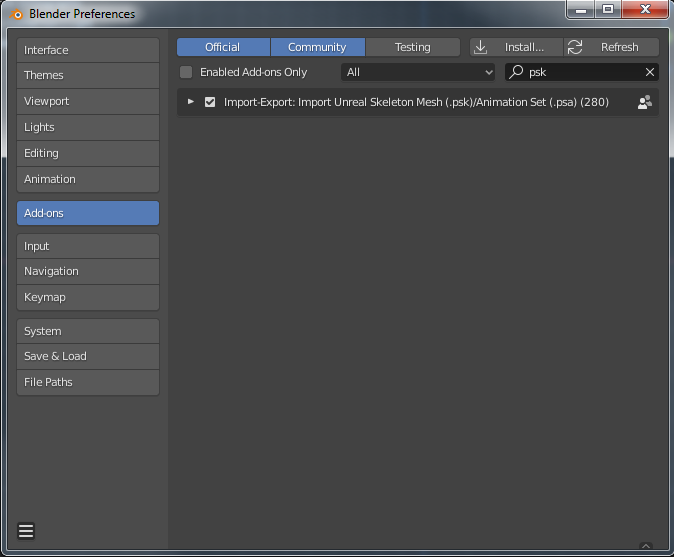 Blender Preferences
Interface
Themes
Viewport
Lights
Editing
Animation
Add-ons
Input
Navigation
Keymap
System
Save & Load
File Paths
Official Community Testing Install... Refresh
Enabled Add-ons Only All psk
Import-Export: Import Unreal Skeleton Mesh (.psk)/Animation Set (.psa) (280)